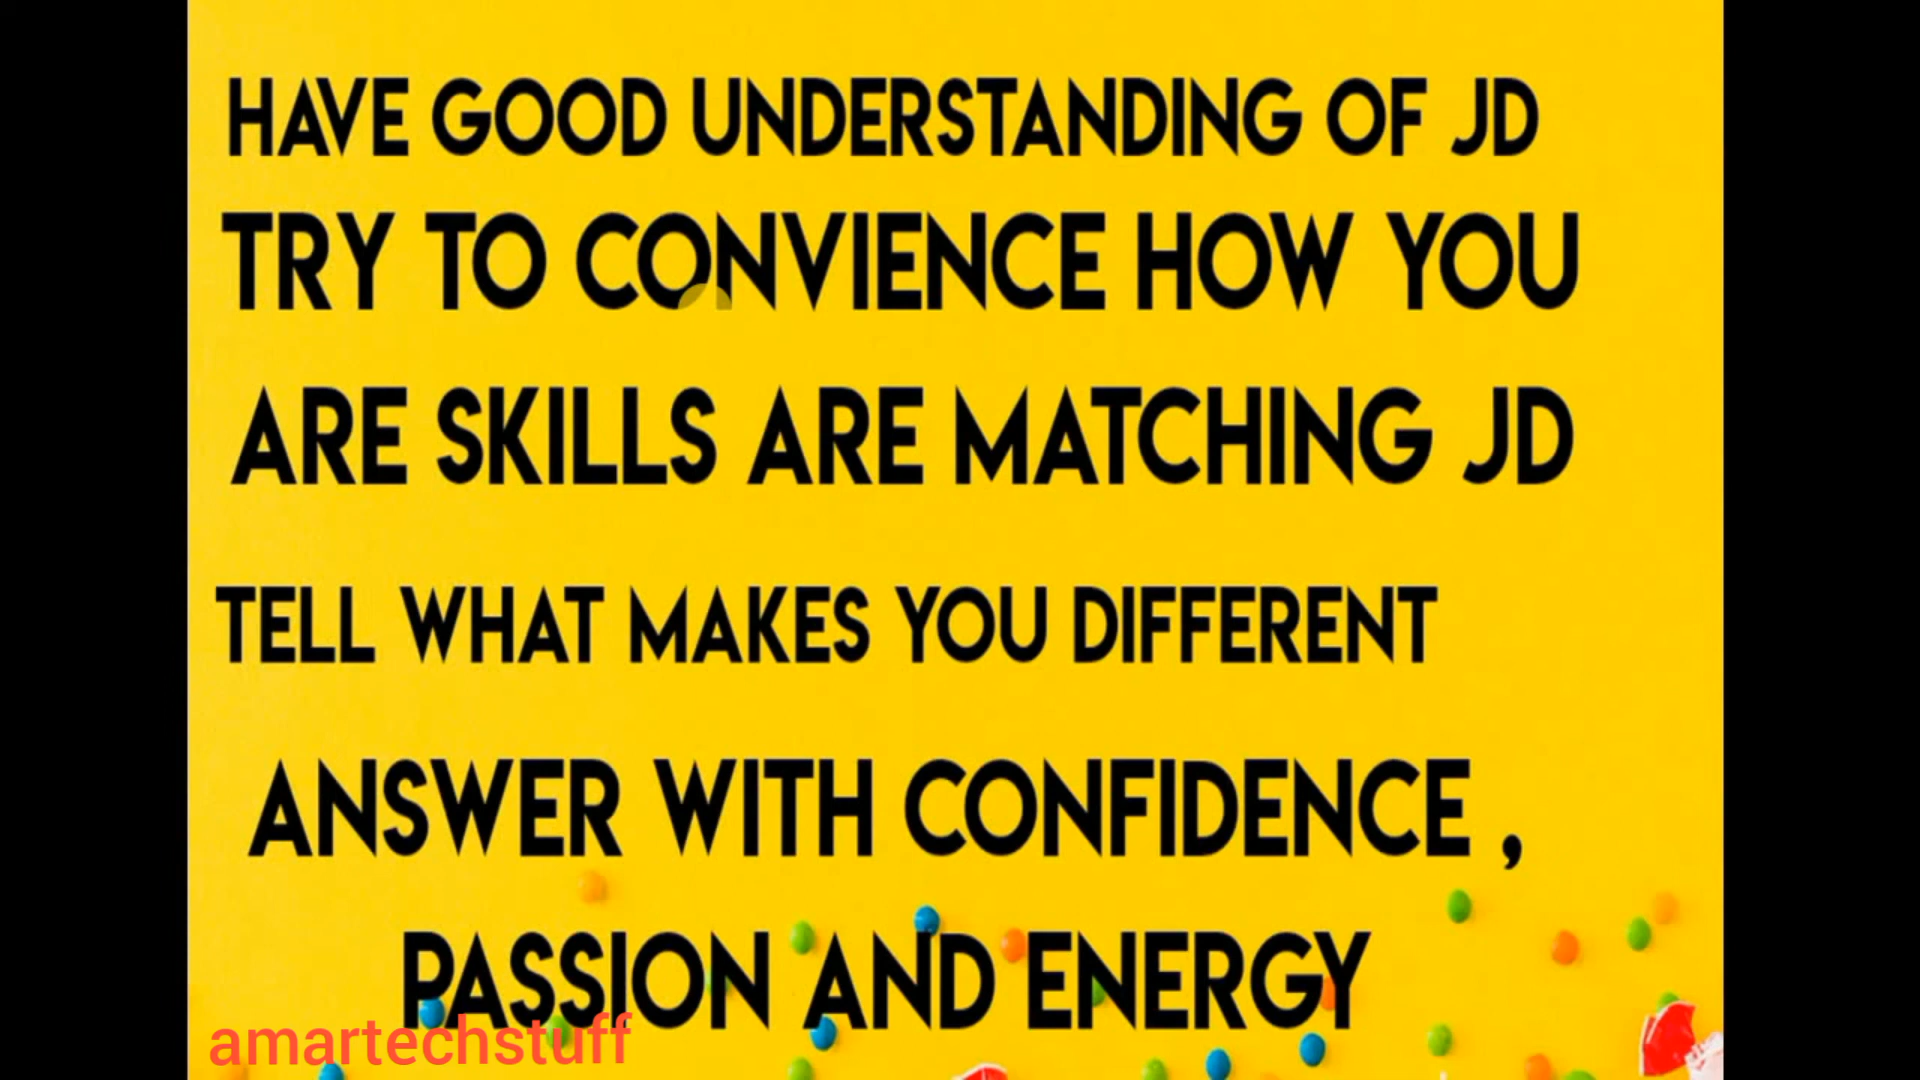 HAVE GOOD UNDERSTANDING OF JD
TRY TO CONVIENCE HOW YOU
ARE SKILLS ARE MATCHING JD
TELL WHAT MAKES YOU DIFFERENT
ANSWER WITH CONFIDENCE ,
PASSION AND ENERGY
amartechstuff